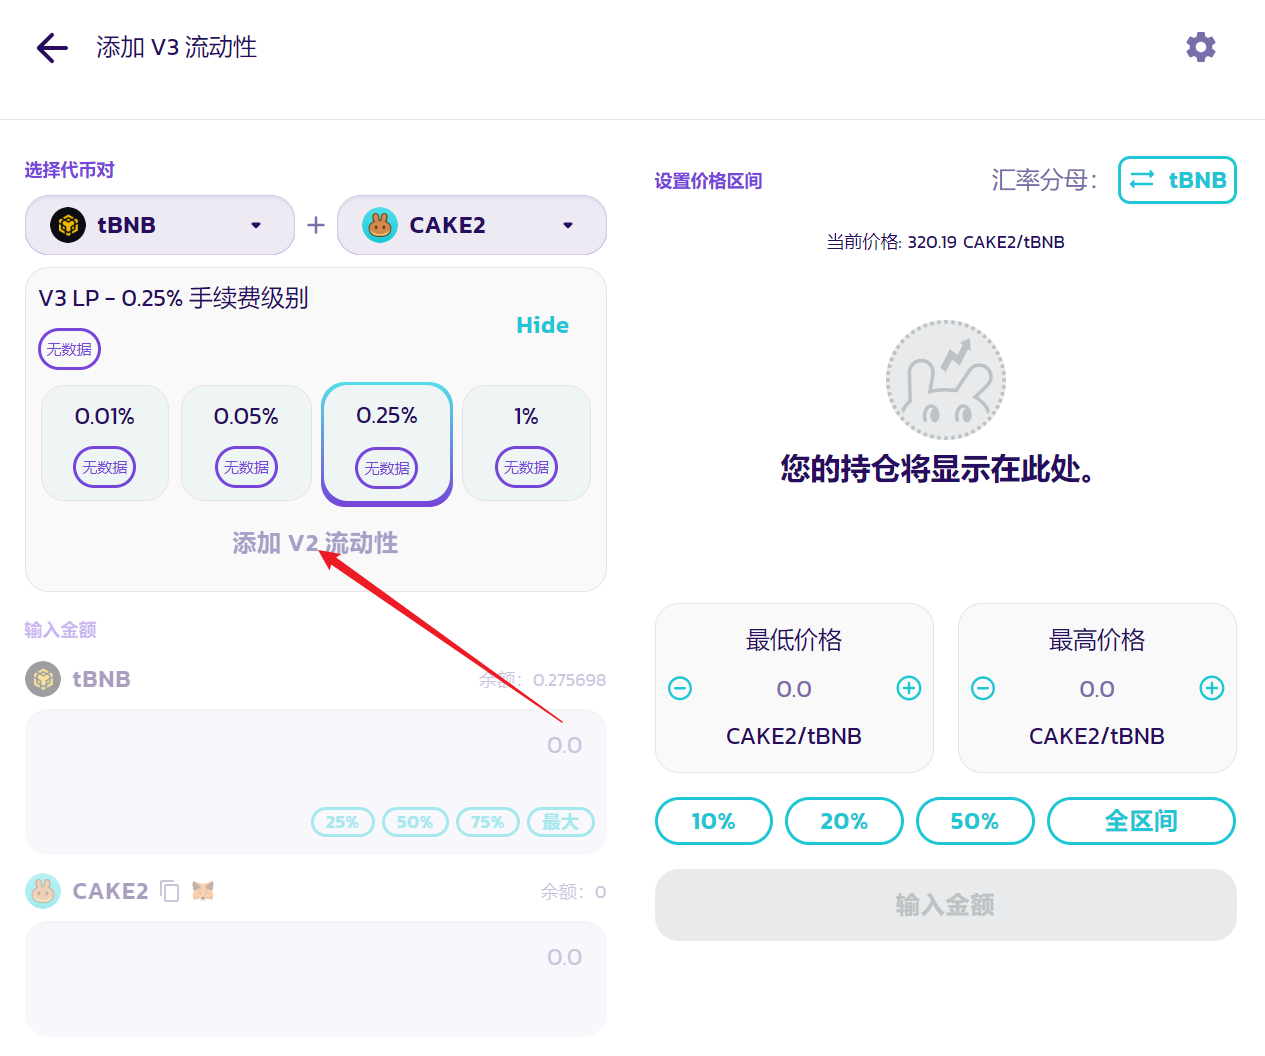 添加 V3 流动性
选择代币对
tBNB + CAKE2
V3 LP - 0.25% 手续费级别
Hide
无数据
0.01% 0.05% 0.25% 1%
无数据 无数据 无数据 无数据
添加 V2 流动性
输入金额
tBNB 余额：0.275698
0.0
25% 50% 75% 最大
CAKE2 余额：0
0.0
设置价格区间 汇率分母： tBNB
当前价格: 320.19 CAKE2/tBNB
您的持仓将显示在此处。
最低价格
0.0
CAKE2/tBNB
最高价格
0.0
CAKE2/tBNB
10% 20% 50% 全区间
输入金额